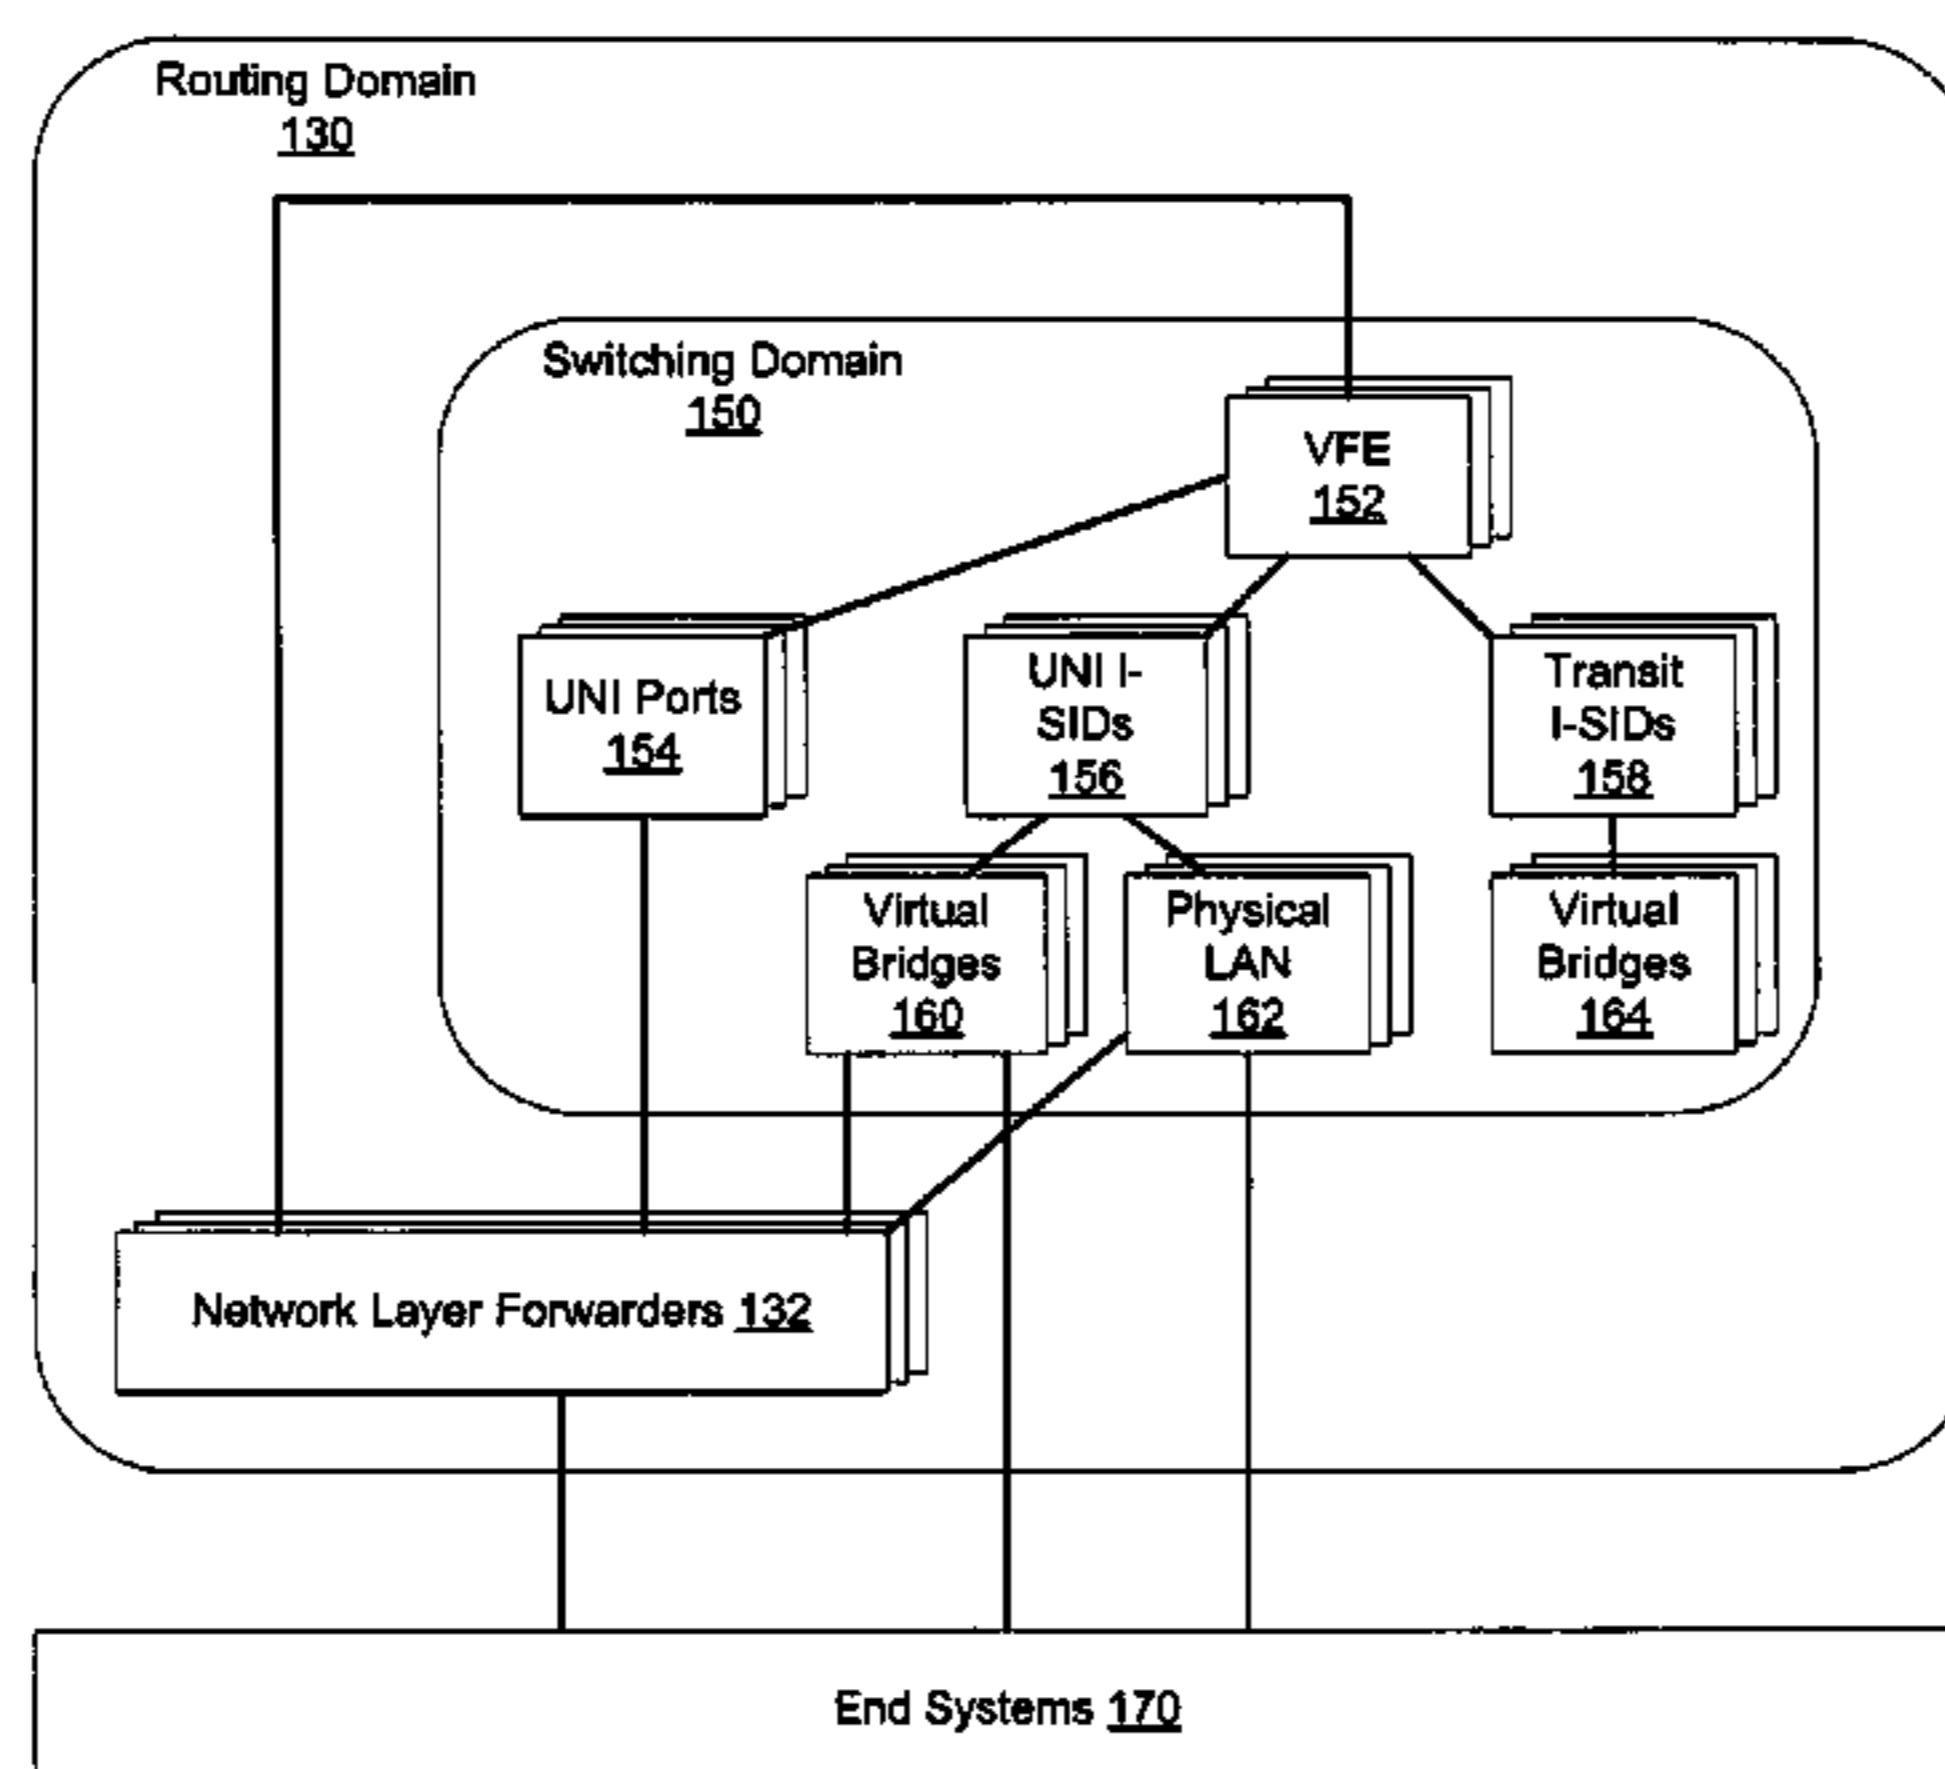 Routing Domain
130
Switching Domain
150
VFE
152
UNI Ports
154
UNI I-
SIDs
156
Transit
I-SIDs
158
Virtual
Bridges
160
Physical
LAN
162
Virtual
Bridges
164
Network Layer Forwarders 132
End Systems 170